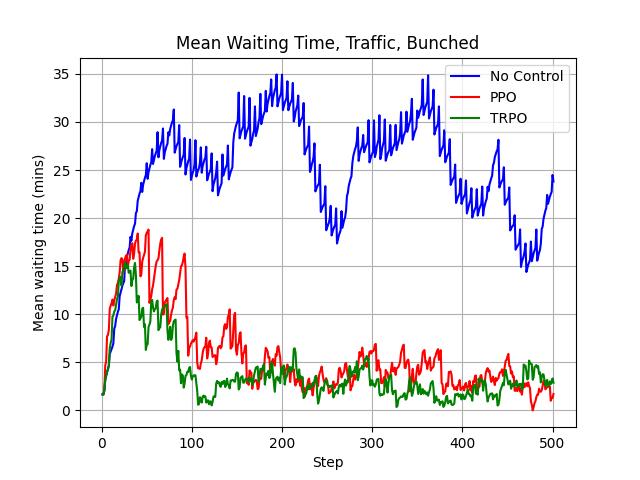 Mean Waiting Time, Traffic, Bunched
No Control
PPO
TRPO
Mean waiting time (mins)
35
30
25
20
15
10
5
0
0 100 200 300 400 500
Step